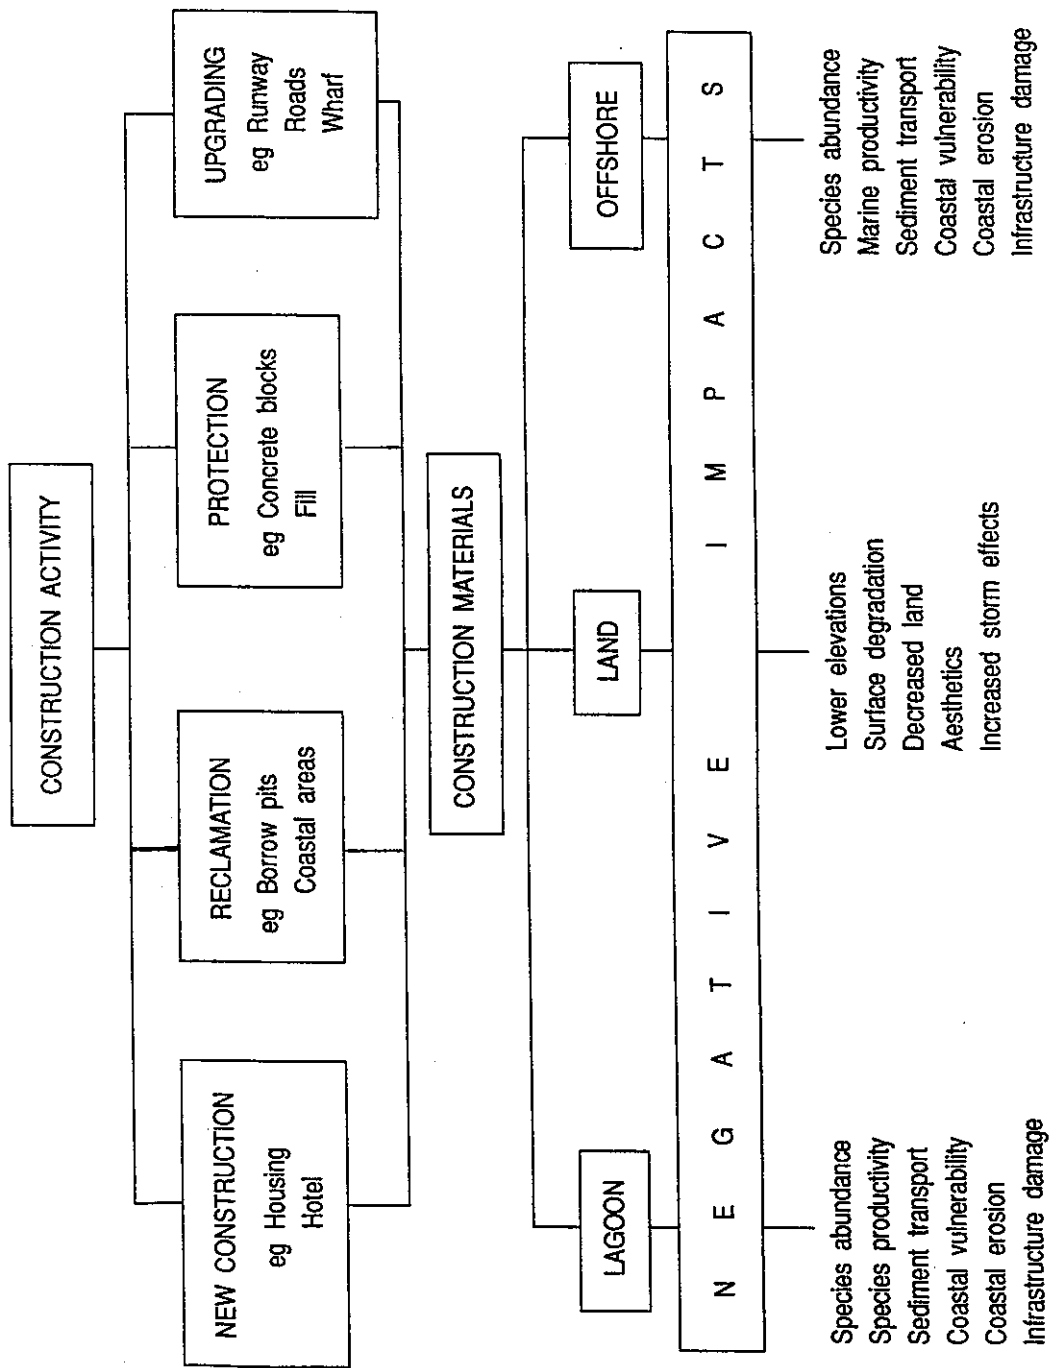 CONSTRUCTION ACTIVITY
NEW CONSTRUCTION
eg Housing
Hotel
RECLAMATION
eg Borrow pits
Coastal areas
PROTECTION
eg Concrete blocks
Fill
UPGRADING
eg Runway
Roads
Wharf
CONSTRUCTION MATERIALS
LAGOON
LAND
OFFSHORE
NEGATIVE IMPACTS
Species abundance
Species productivity
Sediment transport
Coastal vulnerability
Coastal erosion
Infrastructure damage
Lower elevations
Surface degradation
Decreased land
Aesthetics
Increased storm effects
Species abundance
Marine productivity
Sediment transport
Coastal vulnerability
Coastal erosion
Infrastructure damage